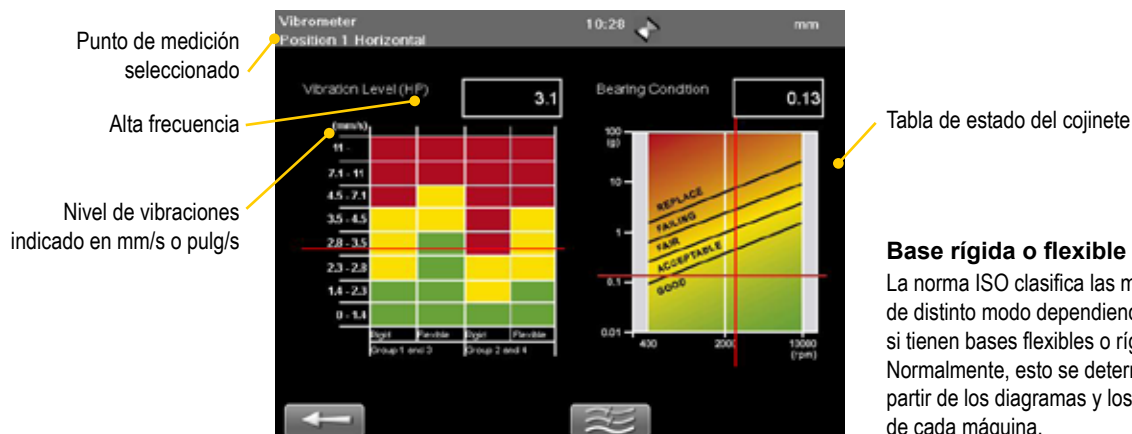 Punto de medición
seleccionado
Alta frecuencia
Nivel de vibraciones
indicado en mm/s o pulg/s
Vibrometer
Position 1 Horizontal
10:28
mm
Vibration Level (HP)
3.1
(mm/s)
11 -
7.1 - 11
4.5 - 7.1
3.5 - 4.5
2.8 - 3.5
2.3 - 2.8
1.4 - 2.3
0 - 1.4
Rigid Flexible Rigid Flexible
Group 1 and 3 Group 2 and 4
Bearing Condition
0.13
100
(g)
10
1
0.1
0.01
REPLACE
FAILING
FAIR
ACCEPTABLE
GOOD
400 2000 10000
(rpm)
Tabla de estado del cojinete
Base rígida o flexible
La norma ISO clasifica las m
de distinto modo dependienc
si tienen bases flexibles o ríg
Normalmente, esto se deterr
partir de los diagramas y los
de cada máquina.